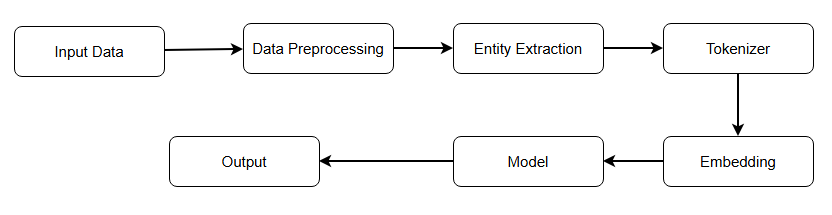 Input Data
Data Preprocessing
Entity Extraction
Tokenizer
Embedding
Model
Output